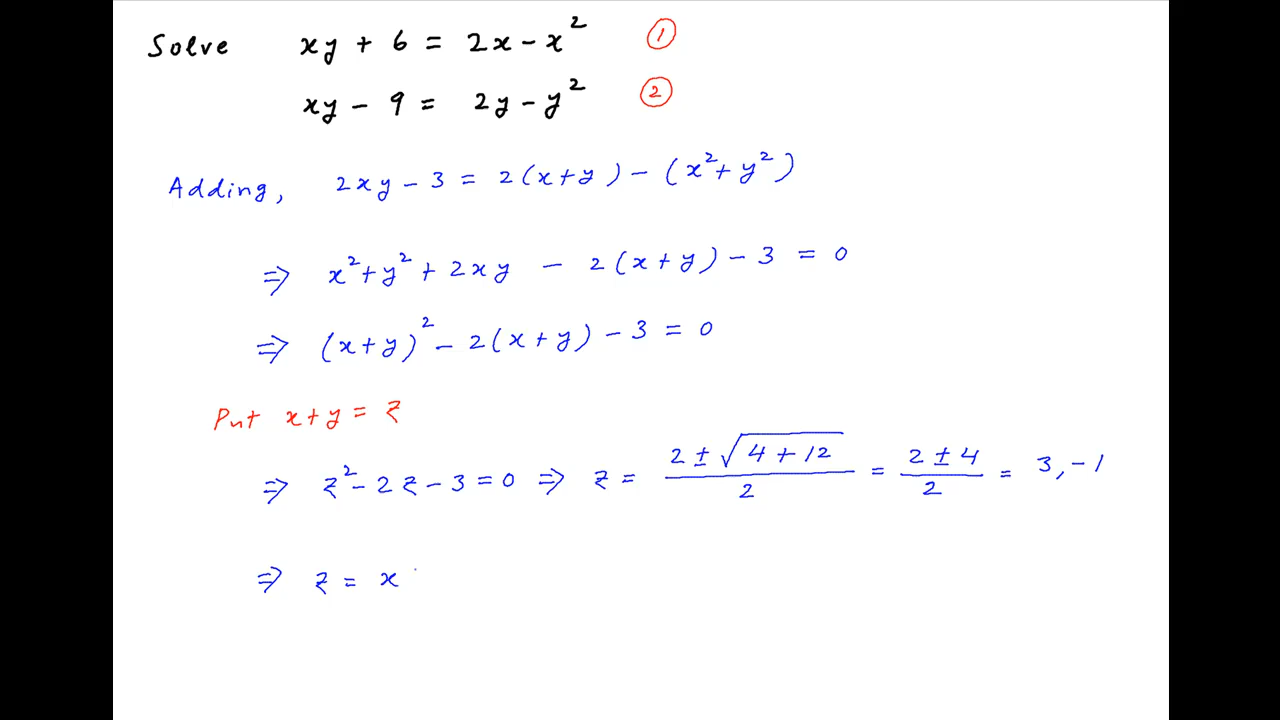 Solve xy + 6 = 2x - x² ①
xy - 9 = 2y - y² ②
Adding, 2xy - 3 = 2(x+y) - (x²+y²)
⇒ x²+y²+2xy - 2(x+y) - 3 = 0
⇒ (x+y)² - 2(x+y) - 3 = 0
Put x+y = z
⇒ z² - 2z - 3 = 0 ⇒ z = (2 ± √(4+12))/2 = (2 ± 4)/2 = 3, -1
⇒ z = x